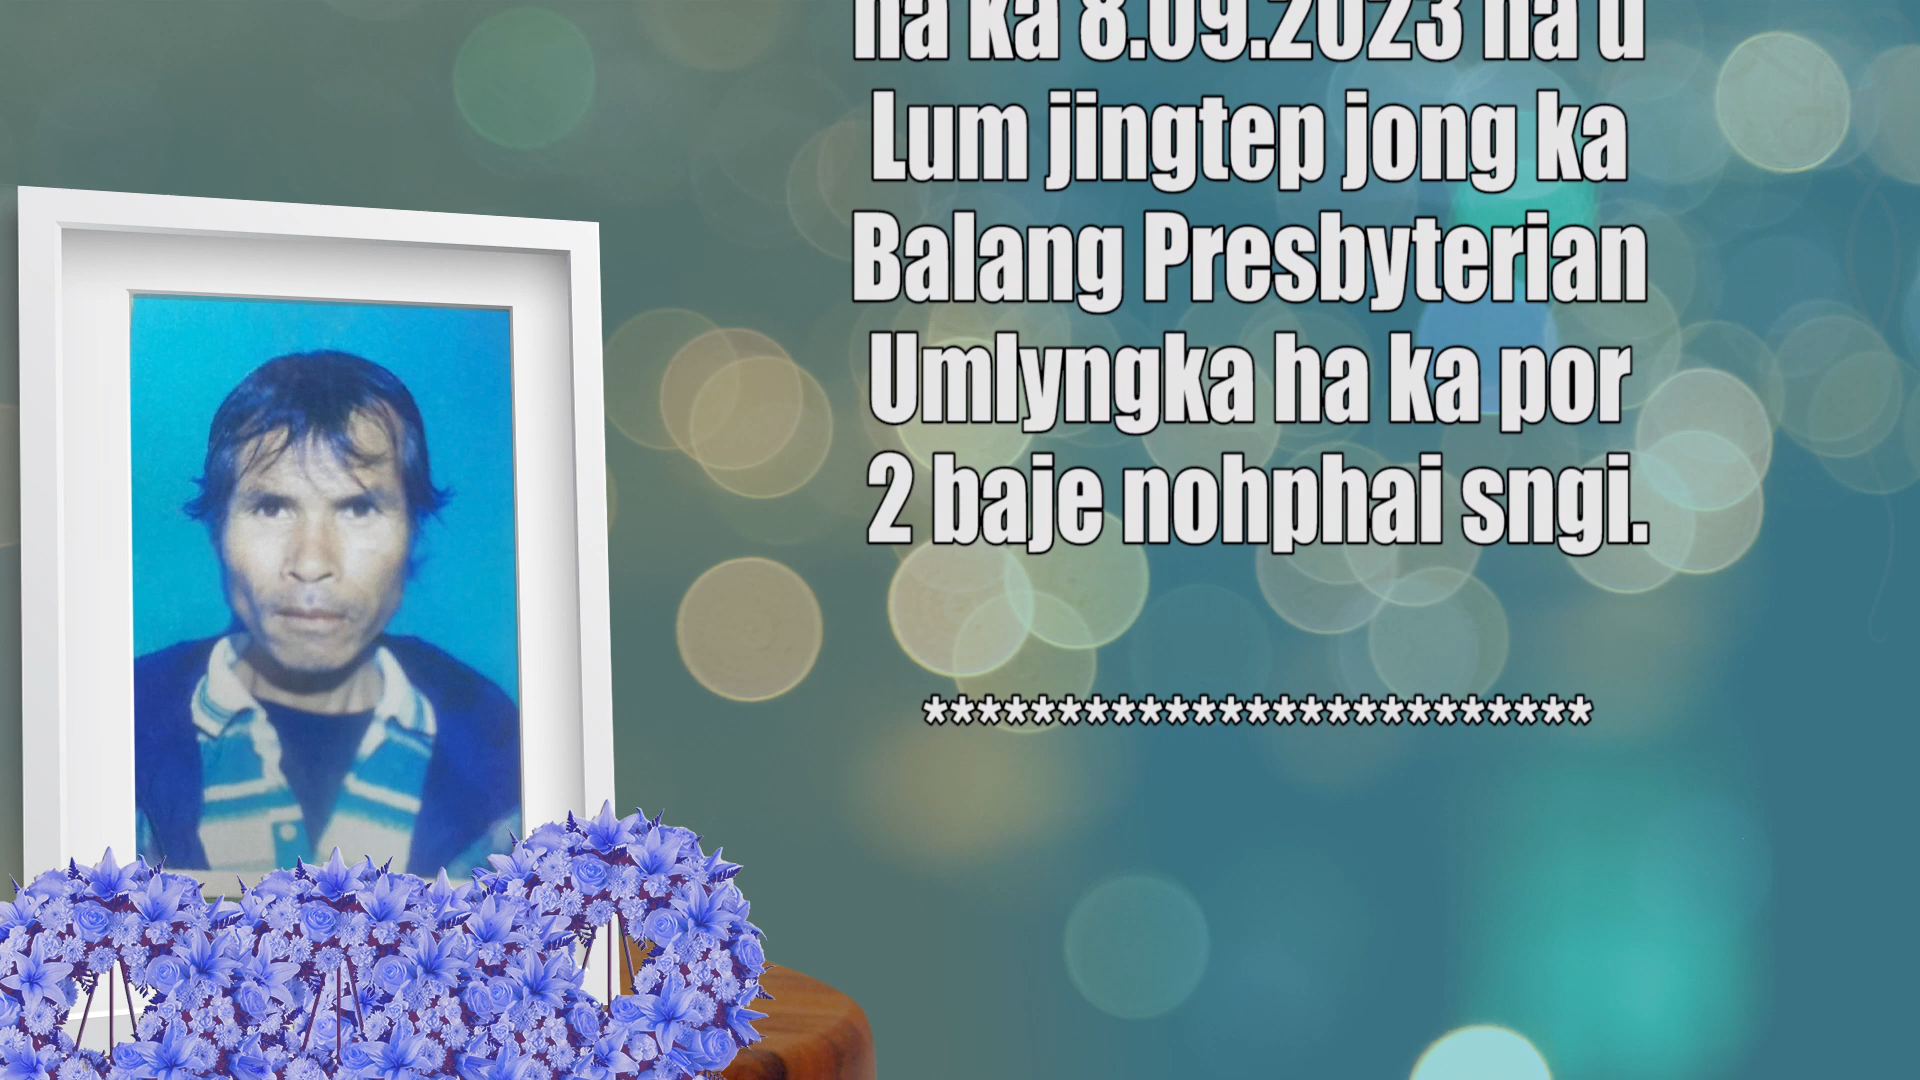 ha ka 8.09.2023 ha u
Lum jingtep jong ka
Balang Presbyterian
Umlyngka ha ka por
2 baje nohphai sngi.
*************************